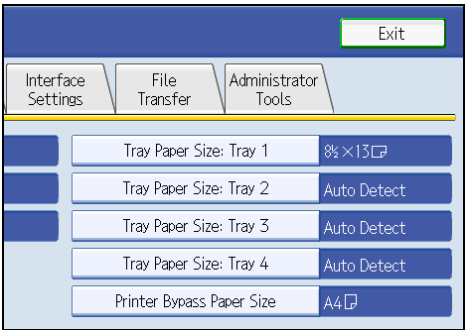 Exit
Interface
Settings
File
Transfer
Administrator
Tools
Tray Paper Size: Tray 1 8½×13
Tray Paper Size: Tray 2 Auto Detect
Tray Paper Size: Tray 3 Auto Detect
Tray Paper Size: Tray 4 Auto Detect
Printer Bypass Paper Size A4